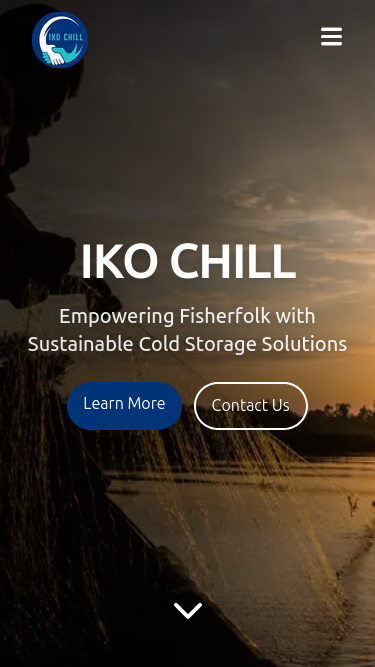 IKO CHILL
IKO CHILL
Empowering Fisherfolk with
Sustainable Cold Storage Solutions
Learn More
Contact Us